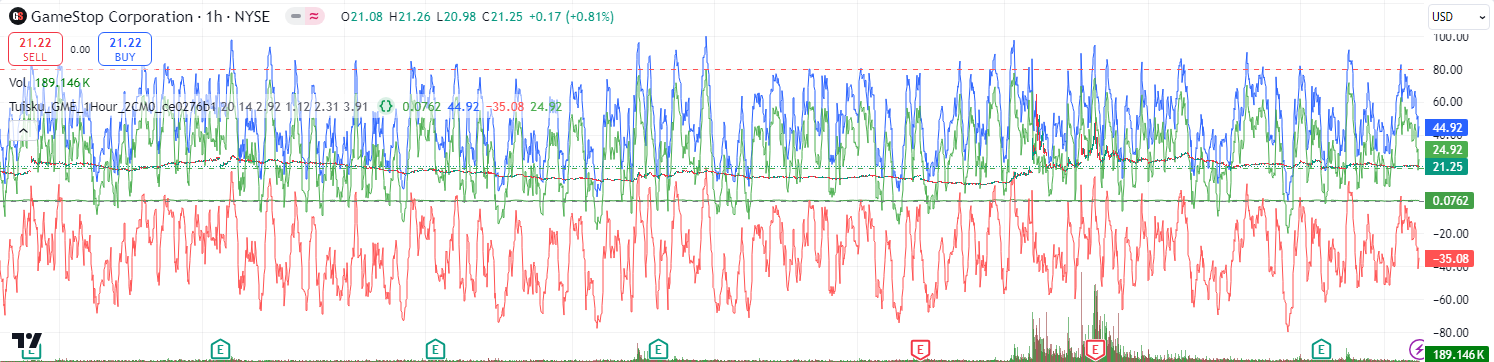 GameStop Corporation · 1h · NYSE O21.08 H21.26 L20.98 C21.25 +0.17 (+0.81%)
USD
21.22 SELL
0.00
21.22 BUY
Vol 189.146 K
Tuisku_GME_1Hour_2CM0_ce0276b1 20 14 2.92 1.12 2.31 3.91 0.0762 44.92 −35.08 24.92
100.00
80.00
60.00
44.92
40.00
24.92
21.25
0.0762
−20.00
−35.08
−40.00
−60.00
−80.00
189.146 K
E E E E E E E